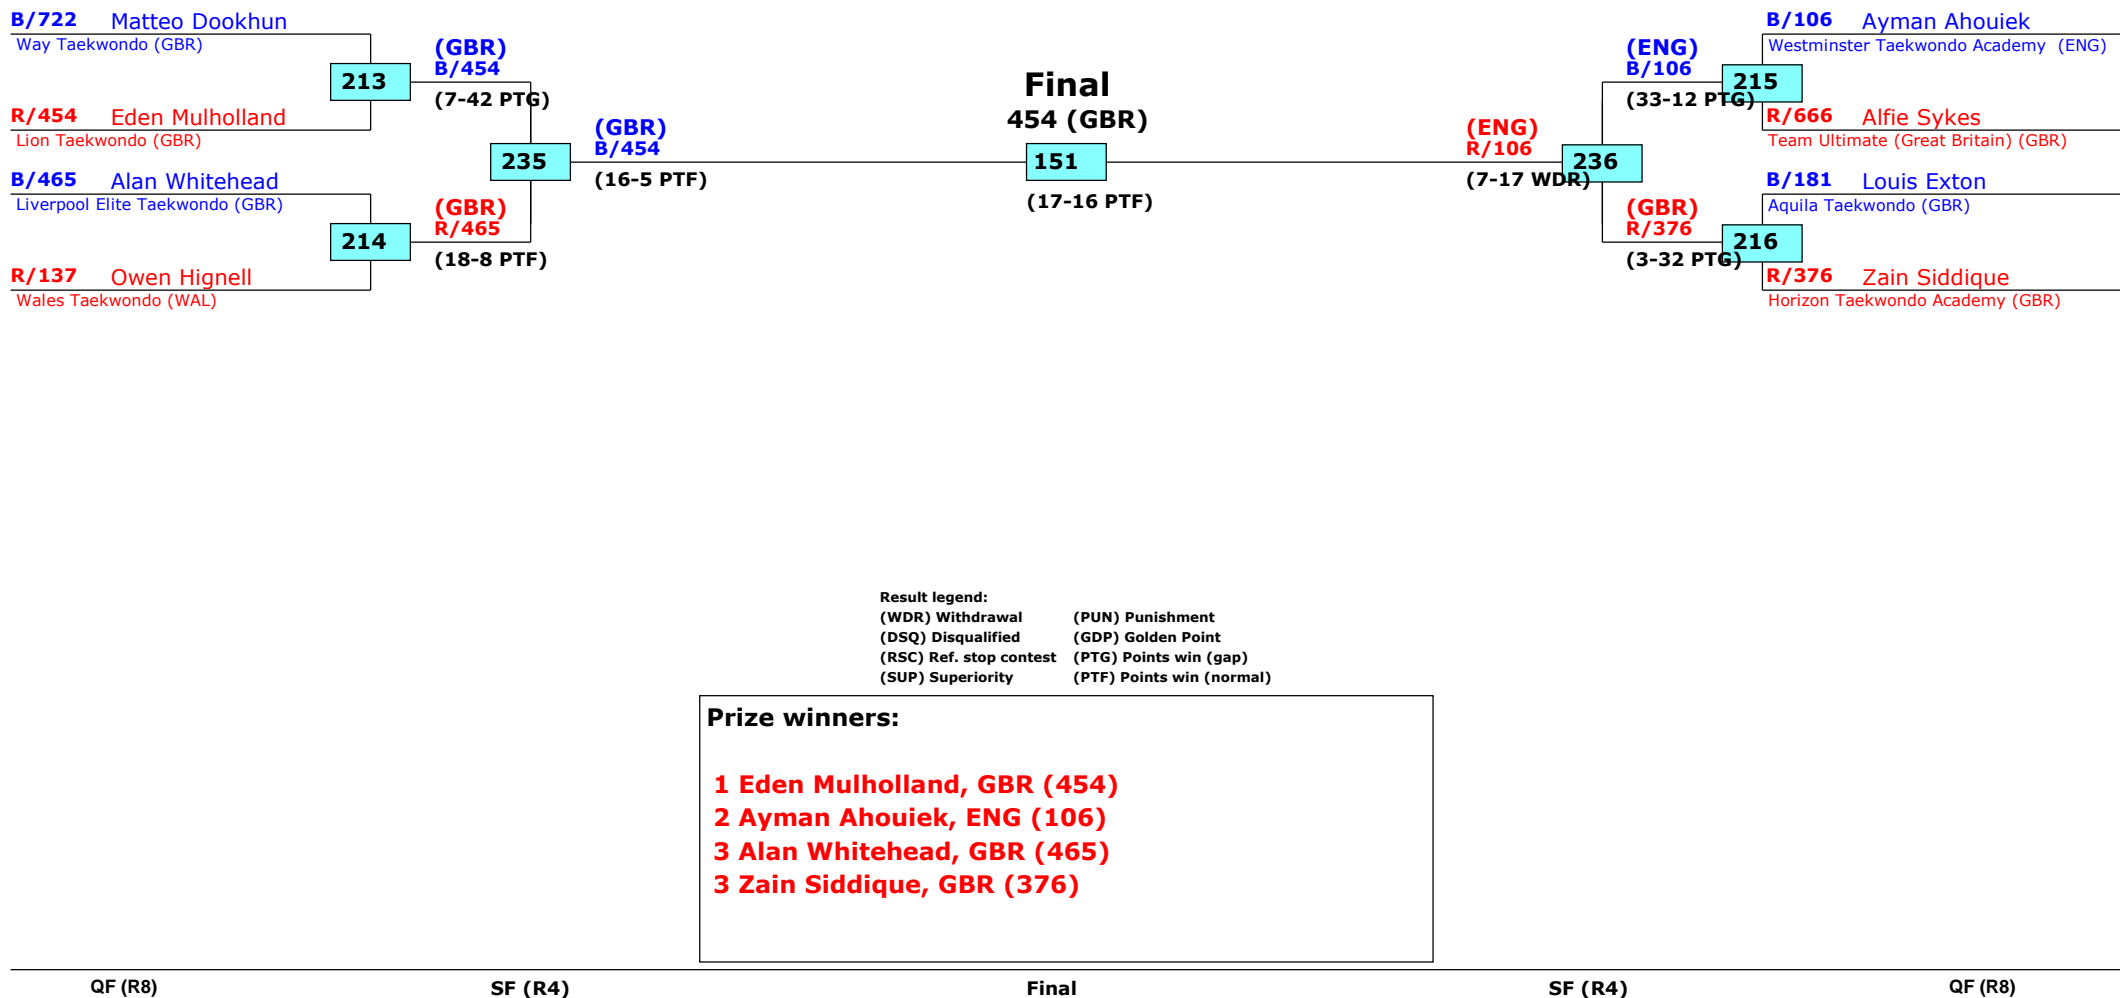 B/722 Matteo Dookhun
Way Taekwondo (GBR)
213
R/454 Eden Mulholland
Lion Taekwondo (GBR)
B/465 Alan Whitehead
Liverpool Elite Taekwondo (GBR)
214
R/137 Owen Hignell
Wales Taekwondo (WAL)
(GBR)
B/454
(7-42 PTG)
235
(GBR)
R/465
(18-8 PTF)
(GBR)
B/454
(16-5 PTF)
Final
454 (GBR)
151
(17-16 PTF)
(ENG)
R/106
236
(7-17 WDR)
(ENG)
B/106
215
(33-12 PTG)
(GBR)
R/376
216
(3-32 PTG)
B/106 Ayman Ahouiek
Westminster Taekwondo Academy (ENG)
R/666 Alfie Sykes
Team Ultimate (Great Britain) (GBR)
B/181 Louis Exton
Aquila Taekwondo (GBR)
R/376 Zain Siddique
Horizon Taekwondo Academy (GBR)
Result legend:
(WDR) Withdrawal (PUN) Punishment
(DSQ) Disqualified (GDP) Golden Point
(RSC) Ref. stop contest (PTG) Points win (gap)
(SUP) Superiority (PTF) Points win (normal)
Prize winners:
1 Eden Mulholland, GBR (454)
2 Ayman Ahouiek, ENG (106)
3 Alan Whitehead, GBR (465)
3 Zain Siddique, GBR (376)
QF (R8) SF (R4) Final SF (R4) QF (R8)